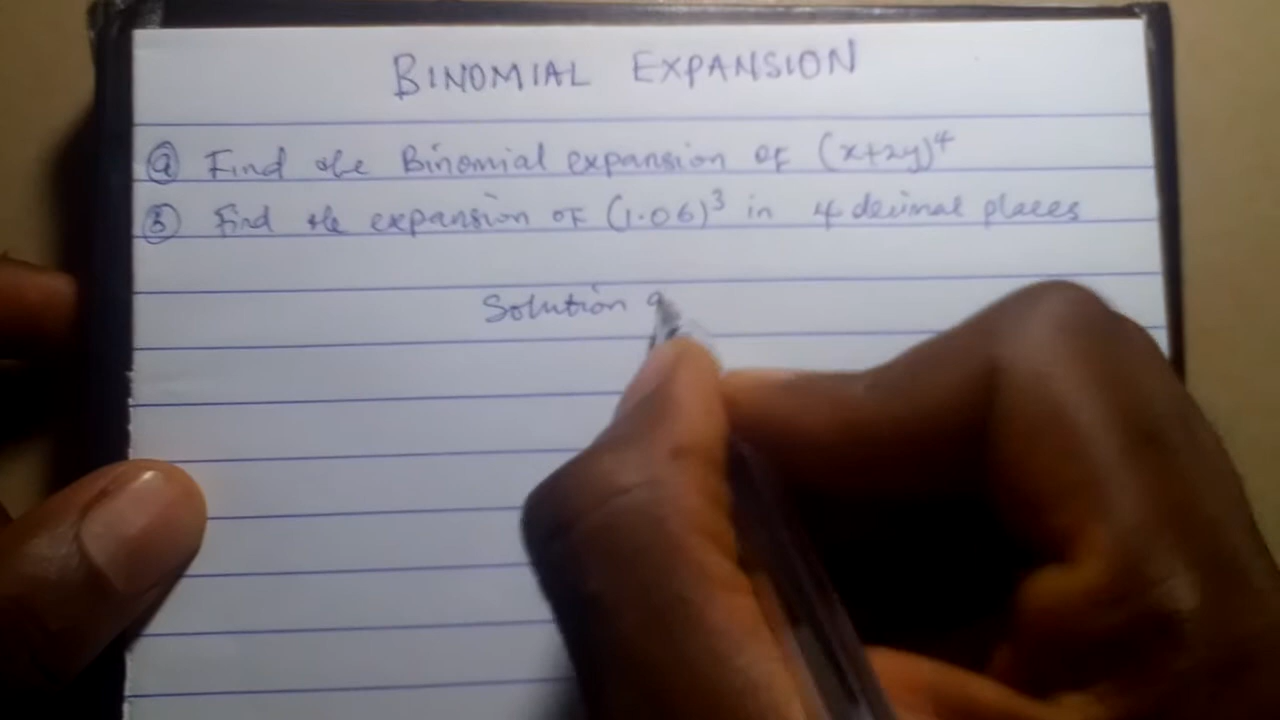 BINOMIAL EXPANSION
(a) Find the Binomial expansion of (x+2y)⁴
(b) Find the expansion of (1.06)³ in 4 decimal places
Solution a